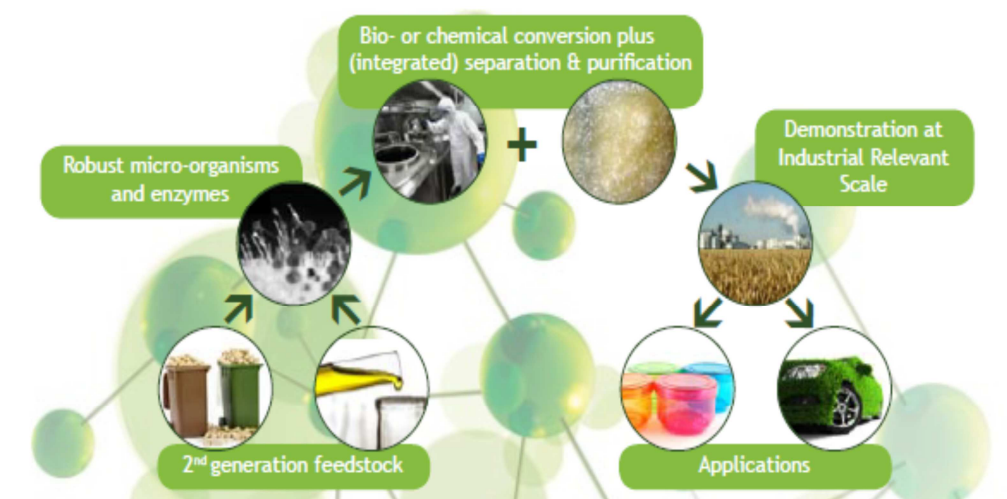 Bio- or chemical conversion plus
(integrated) separation & purification
+
Demonstration at
Industrial Relevant
Scale
Robust micro-organisms
and enzymes
2nd generation feedstock
Applications